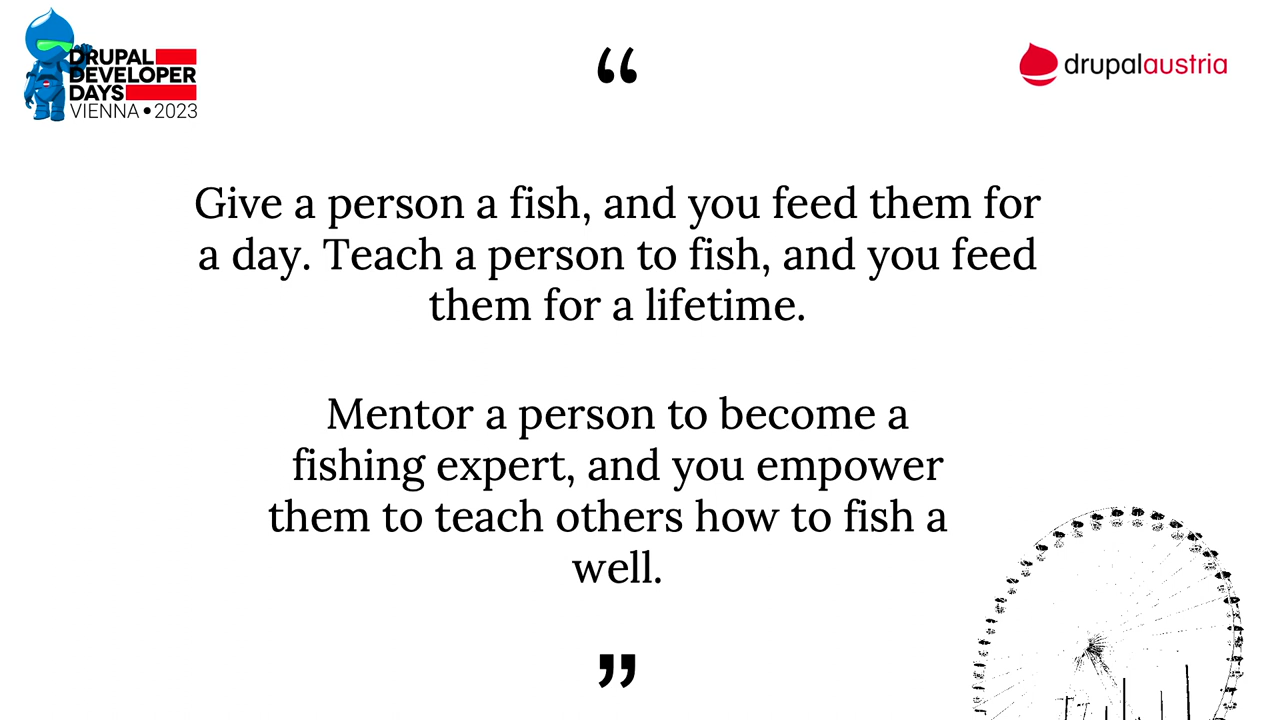 DRUPAL
DEVELOPER
DAYS
VIENNA • 2023
“
drupalaustria
Give a person a fish, and you feed them for
a day. Teach a person to fish, and you feed
them for a lifetime.
Mentor a person to become a
fishing expert, and you empower
them to teach others how to fish a
well.
”